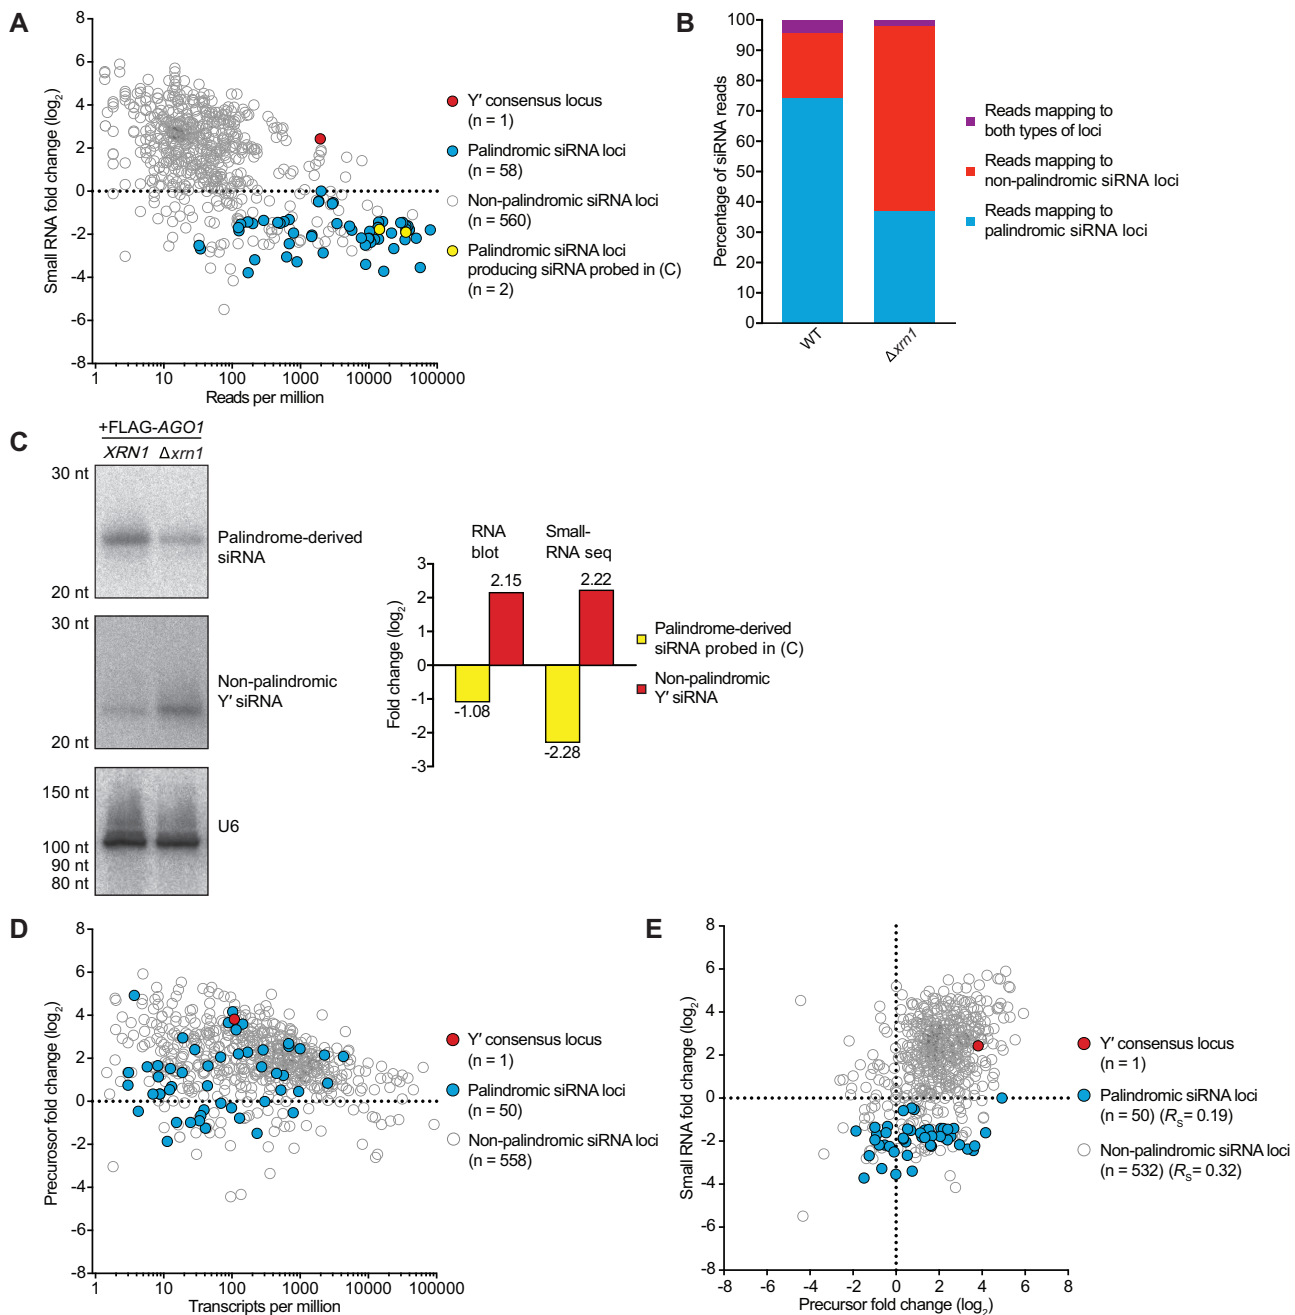 A
8
6
4
2
0
-2
-4
-6
-8
Small RNA fold change (log2)
1 10 100 1000 10000 100000
Reads per million
Y′ consensus locus
(n = 1)
Palindromic siRNA loci
(n = 58)
Non-palindromic siRNA loci
(n = 560)
Palindromic siRNA loci
producing siRNA probed in (C)
(n = 2)
B
100
90
80
70
60
50
40
30
20
10
0
Percentage of siRNA reads
WT
Δxrn1
Reads mapping to
both types of loci
Reads mapping to
non-palindromic siRNA loci
Reads mapping to
palindromic siRNA loci
C
+FLAG-AGO1
XRN1 Δxrn1
30 nt
20 nt
Palindrome-derived
siRNA
30 nt
20 nt
Non-palindromic
Y′ siRNA
150 nt
100 nt
90 nt
80 nt
U6
RNA
blot
Small-
RNA seq
3
2
1
0
-1
-2
-3
Fold change (log2)
2.15
2.22
-1.08
-2.28
Palindrome-derived
siRNA probed in (C)
Non-palindromic
Y′ siRNA
D
8
6
4
2
0
-2
-4
-6
-8
Precurosor fold change (log2)
1 10 100 1000 10000 100000
Transcripts per million
Y′ consensus locus
(n = 1)
Palindromic siRNA loci
(n = 50)
Non-palindromic siRNA loci
(n = 558)
E
8
6
4
2
0
-2
-4
-6
-8
Small RNA fold change (log2)
-8 -6 -4 -2 0 2 4 6 8
Precursor fold change (log2)
Y′ consensus locus
(n = 1)
Palindromic siRNA loci
(n = 50) (RS = 0.19)
Non-palindromic siRNA loci
(n = 532) (RS = 0.32)